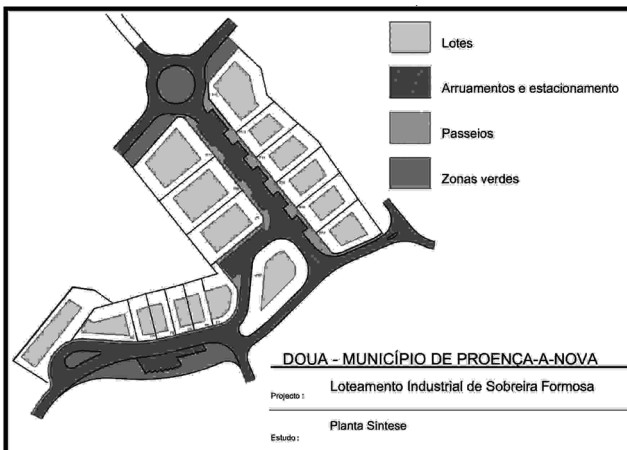 Lotes
Arruamentos e estacionamento
Passeios
Zonas verdes
DOUA - MUNICÍPIO DE PROENÇA-A-NOVA
Projecto : Loteamento Industrial de Sobreira Formosa
Estudo : Planta Sintese